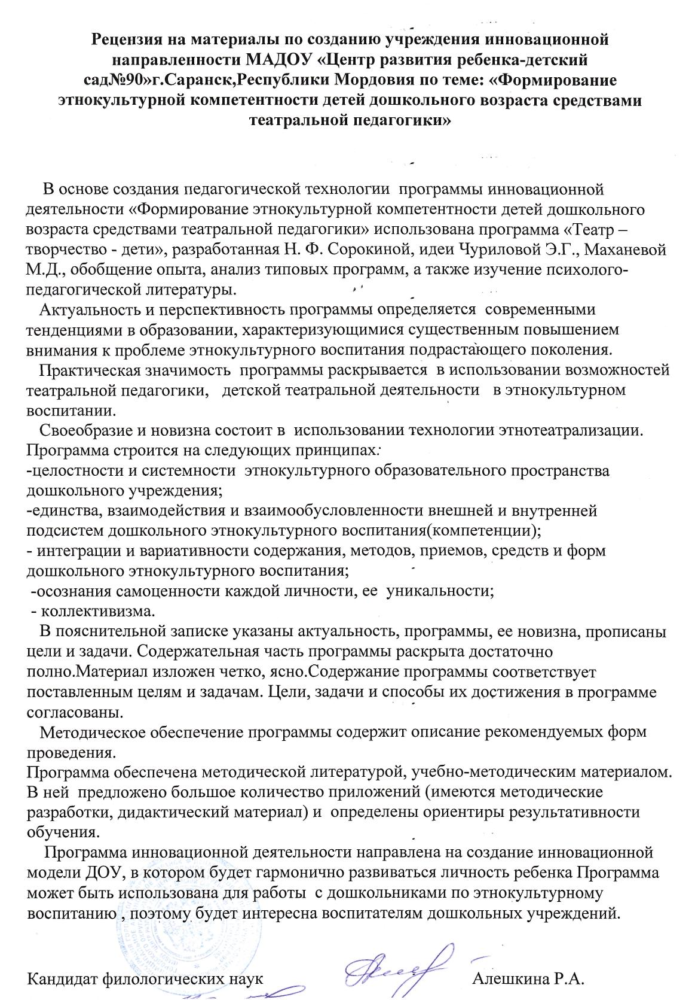 Рецензия на материалы по созданию учреждения инновационной
направленности МАДОУ «Центр развития ребенка-детский
сад№90»г.Саранск,Республики Мордовия по теме: «Формирование
этнокультурной компетентности детей дошкольного возраста средствами
театральной педагогики»
В основе создания педагогической технологии программы инновационной
деятельности «Формирование этнокультурной компетентности детей дошкольного
возраста средствами театральной педагогики» использована программа «Театр –
творчество - дети», разработанная Н. Ф. Сорокиной, идеи Чуриловой Э.Г., Маханевой
М.Д., обобщение опыта, анализ типовых программ, а также изучение психолого-
педагогической литературы.
Актуальность и перспективность программы определяется современными
тенденциями в образовании, характеризующимися существенным повышением
внимания к проблеме этнокультурного воспитания подрастающего поколения.
Практическая значимость программы раскрывается в использовании возможностей
театральной педагогики, детской театральной деятельности в этнокультурном
воспитании.
Своеобразие и новизна состоит в использовании технологии этнотеатрализации.
Программа строится на следующих принципах:
-целостности и системности этнокультурного образовательного пространства
дошкольного учреждения;
-единства, взаимодействия и взаимообусловленности внешней и внутренней
подсистем дошкольного этнокультурного воспитания(компетенции);
- интеграции и вариативности содержания, методов, приемов, средств и форм
дошкольного этнокультурного воспитания;
-осознания самоценности каждой личности, ее уникальности;
- коллективизма.
В пояснительной записке указаны актуальность, программы, ее новизна, прописаны
цели и задачи. Содержательная часть программы раскрыта достаточно
полно.Материал изложен четко, ясно.Содержание программы соответствует
поставленным целям и задачам. Цели, задачи и способы их достижения в программе
согласованы.
Методическое обеспечение программы содержит описание рекомендуемых форм
проведения.
Программа обеспечена методической литературой, учебно-методическим материалом.
В ней предложено большое количество приложений (имеются методические
разработки, дидактический материал) и определены ориентиры результативности
обучения.
Программа инновационной деятельности направлена на создание инновационной
модели ДОУ, в котором будет гармонично развиваться личность ребенка Программа
может быть использована для работы с дошкольниками по этнокультурному
воспитанию , поэтому будет интересна воспитателям дошкольных учреждений.
Кандидат филологических наук Алешкина Р.А.